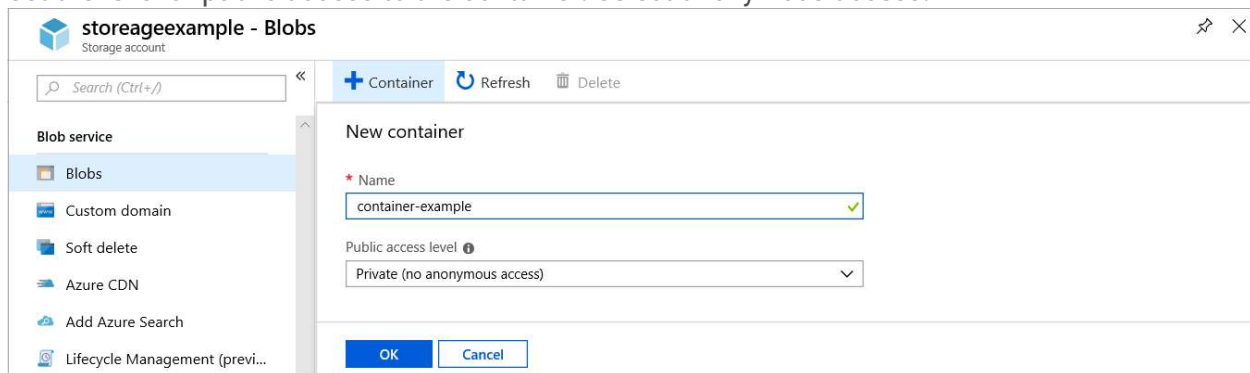 storeageexample - Blobs
Storage account
Search (Ctrl+/)
Container Refresh Delete
Blob service
New container
Blobs
* Name
container-example
Custom domain
Soft delete
Public access level
Private (no anonymous access)
Azure CDN
Add Azure Search
Lifecycle Management (previ...
OK Cancel